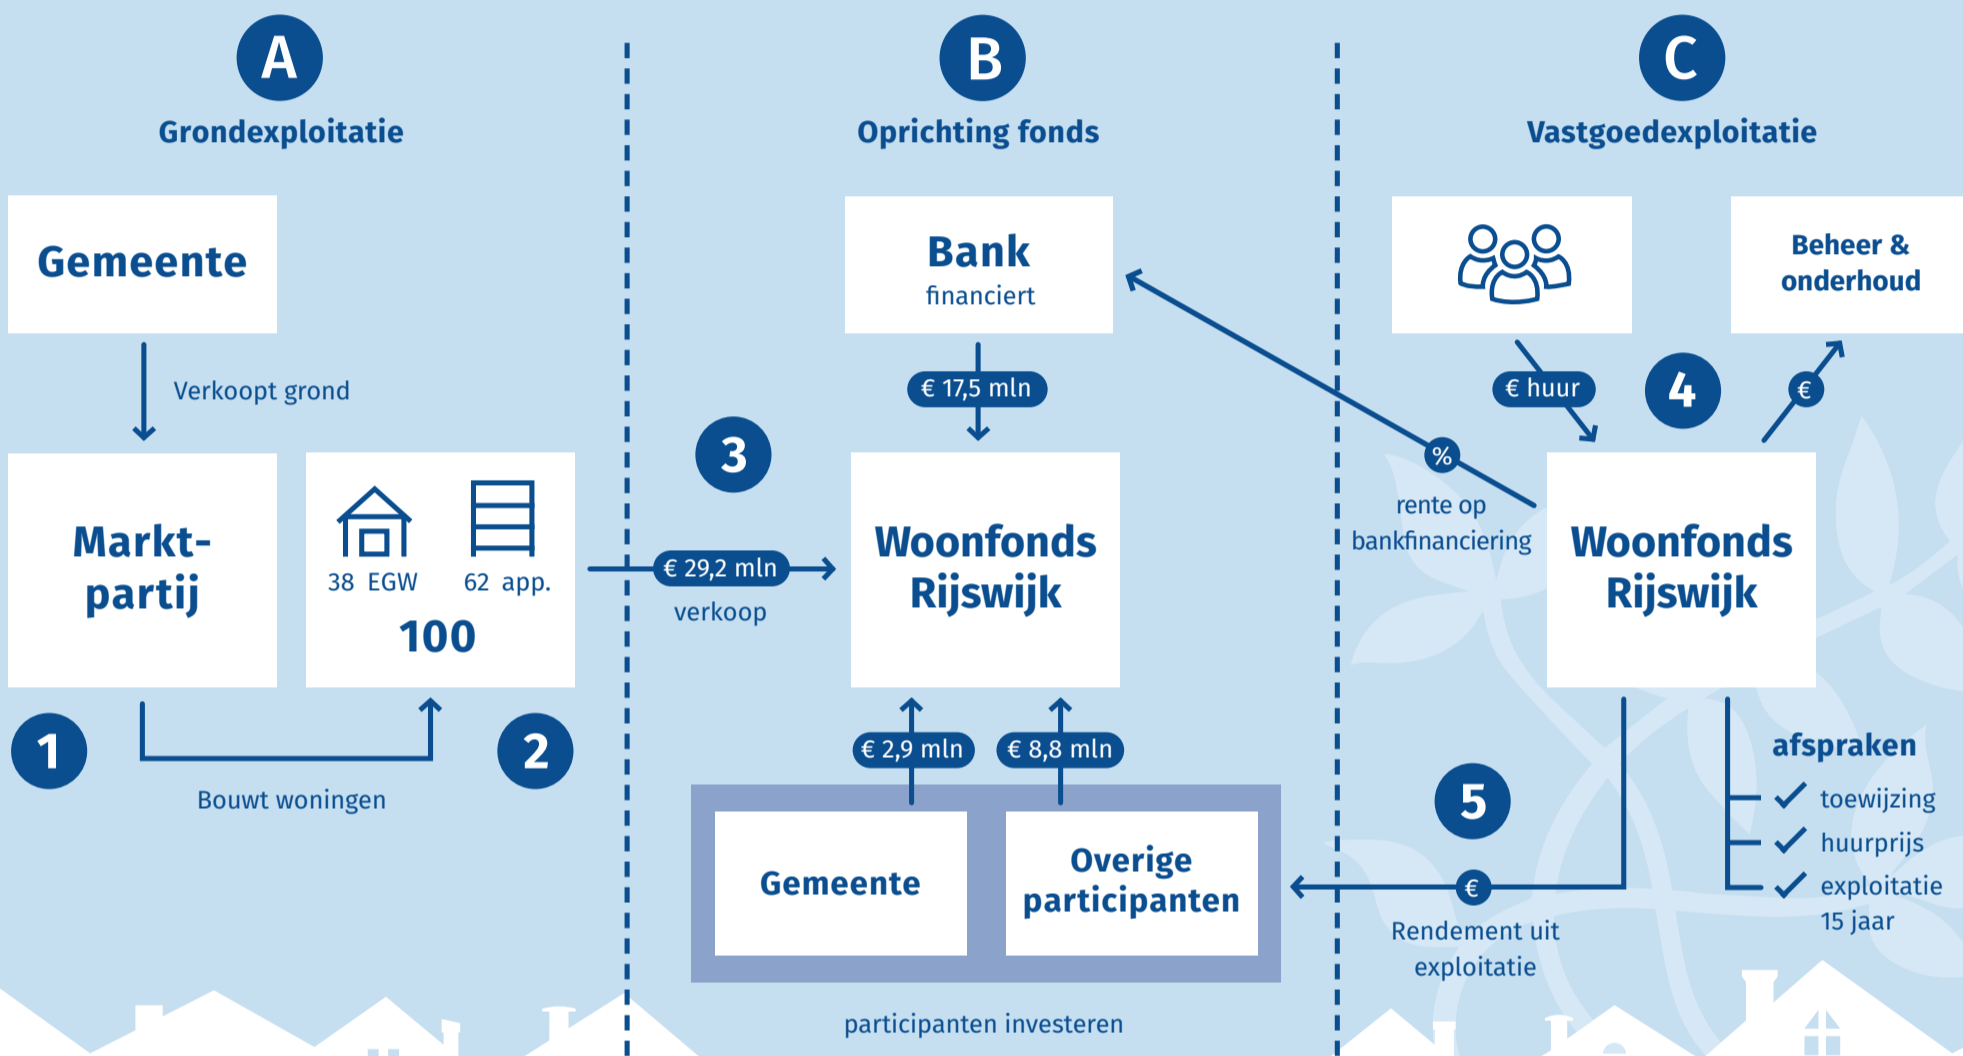 A
Grondexploitatie
Gemeente
Verkoopt grond
Markt-
partij
38 EGW
62 app.
100
1
2
Bouwt woningen
B
Oprichting fonds
Bank
financiert
€ 17,5 mln
3
€ 29,2 mln
verkoop
Woonfonds
Rijswijk
€ 2,9 mln
€ 8,8 mln
Gemeente
Overige
participanten
participanten investeren
C
Vastgoedexploitatie
Beheer &
onderhoud
€ huur
4
€
%
rente op
bankfinanciering
Woonfonds
Rijswijk
5
€
Rendement uit
exploitatie
afspraken
toewijzing
huurprijs
exploitatie
15 jaar